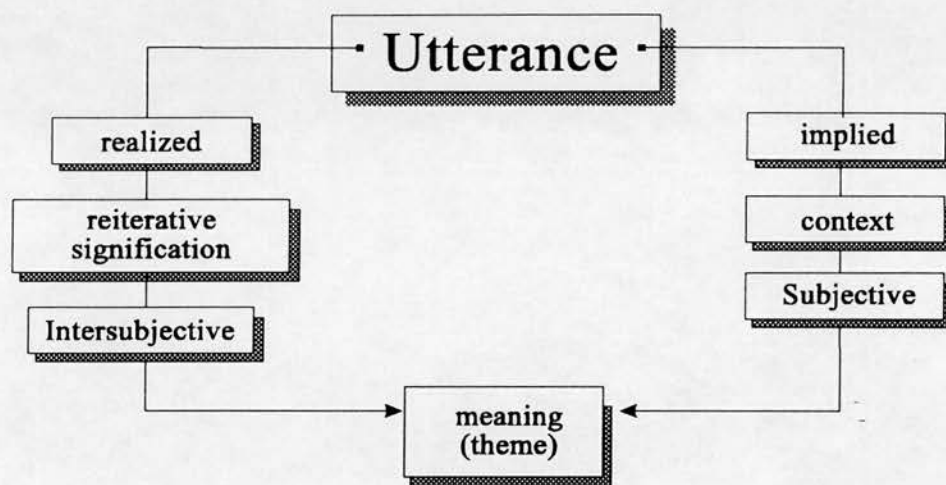 Utterance
realized
implied
reiterative
signification
context
Intersubjective
Subjective
meaning
(theme)